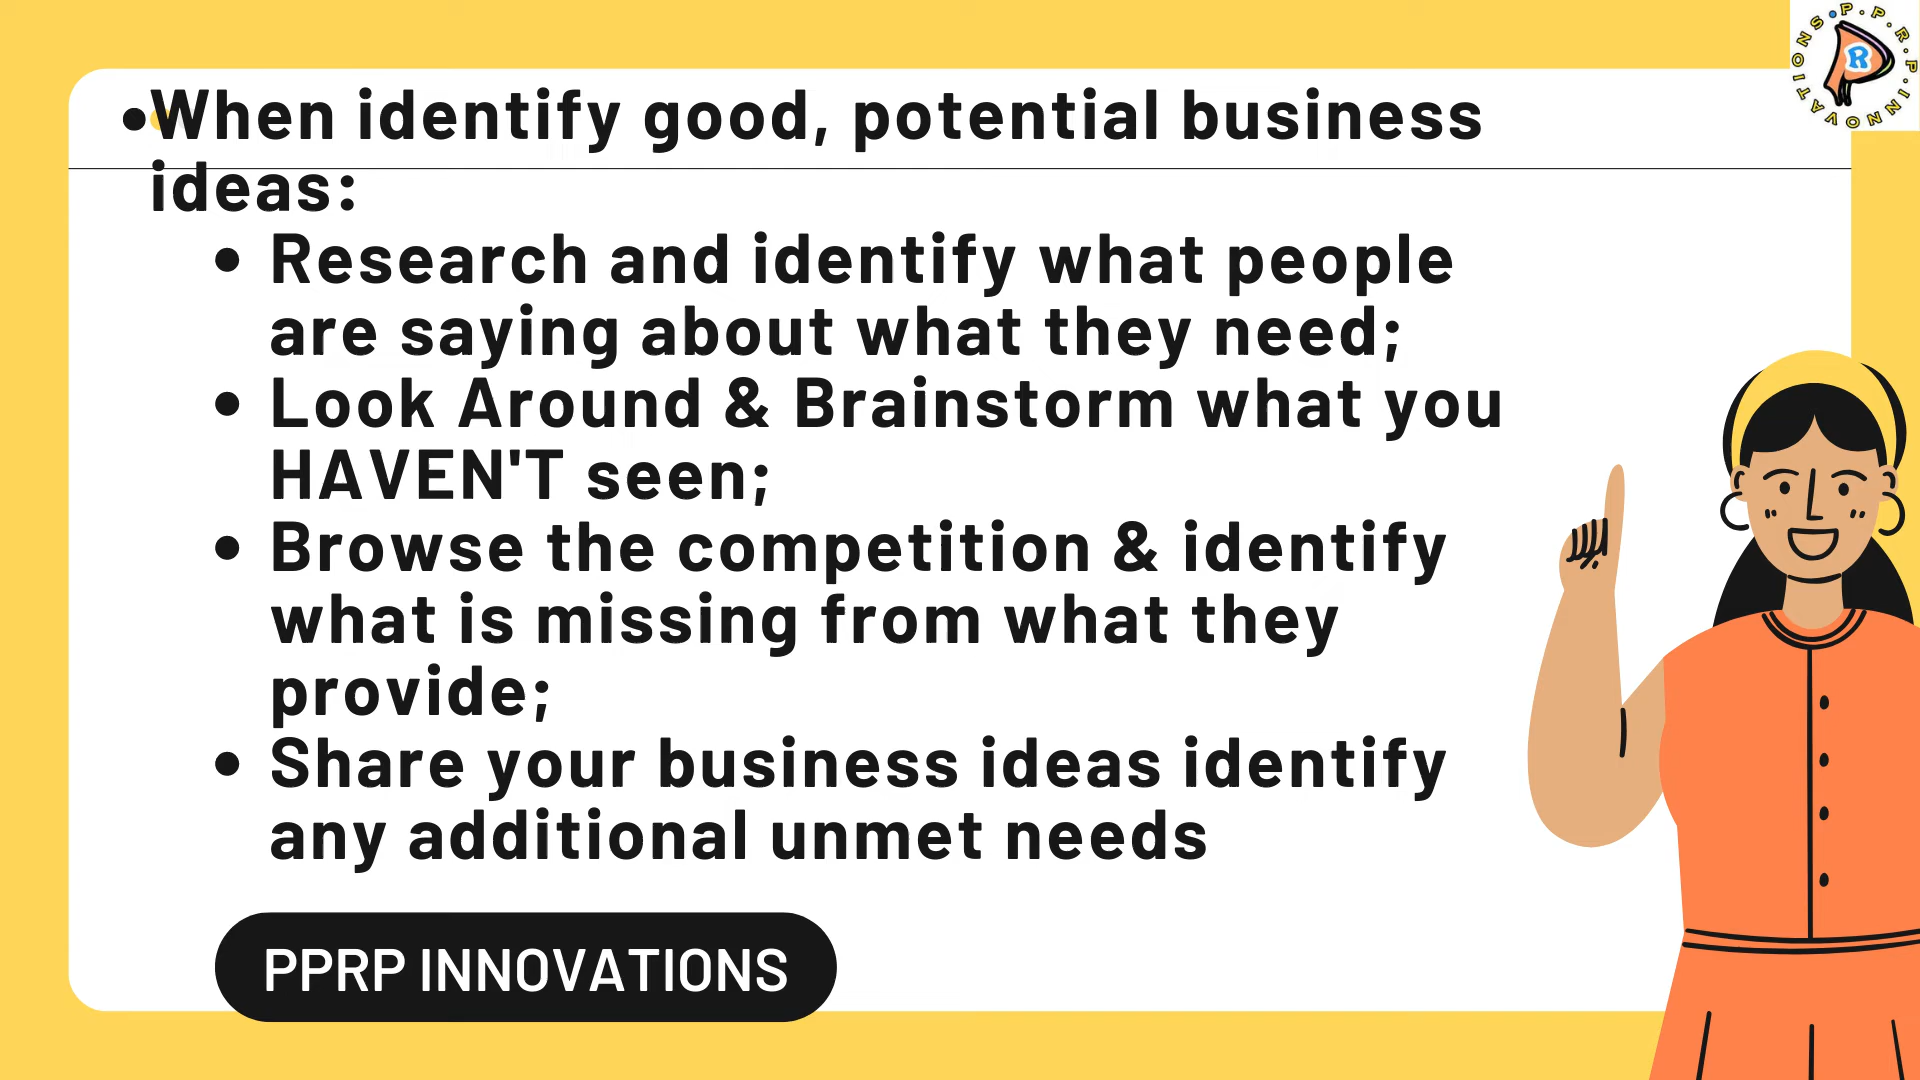 P.P.R.P.INNOVATIONS.
R
• When identify good, potential business
ideas:
• Research and identify what people
are saying about what they need;
• Look Around & Brainstorm what you
HAVEN'T seen;
• Browse the competition & identify
what is missing from what they
provide;
• Share your business ideas identify
any additional unmet needs
PPRP INNOVATIONS